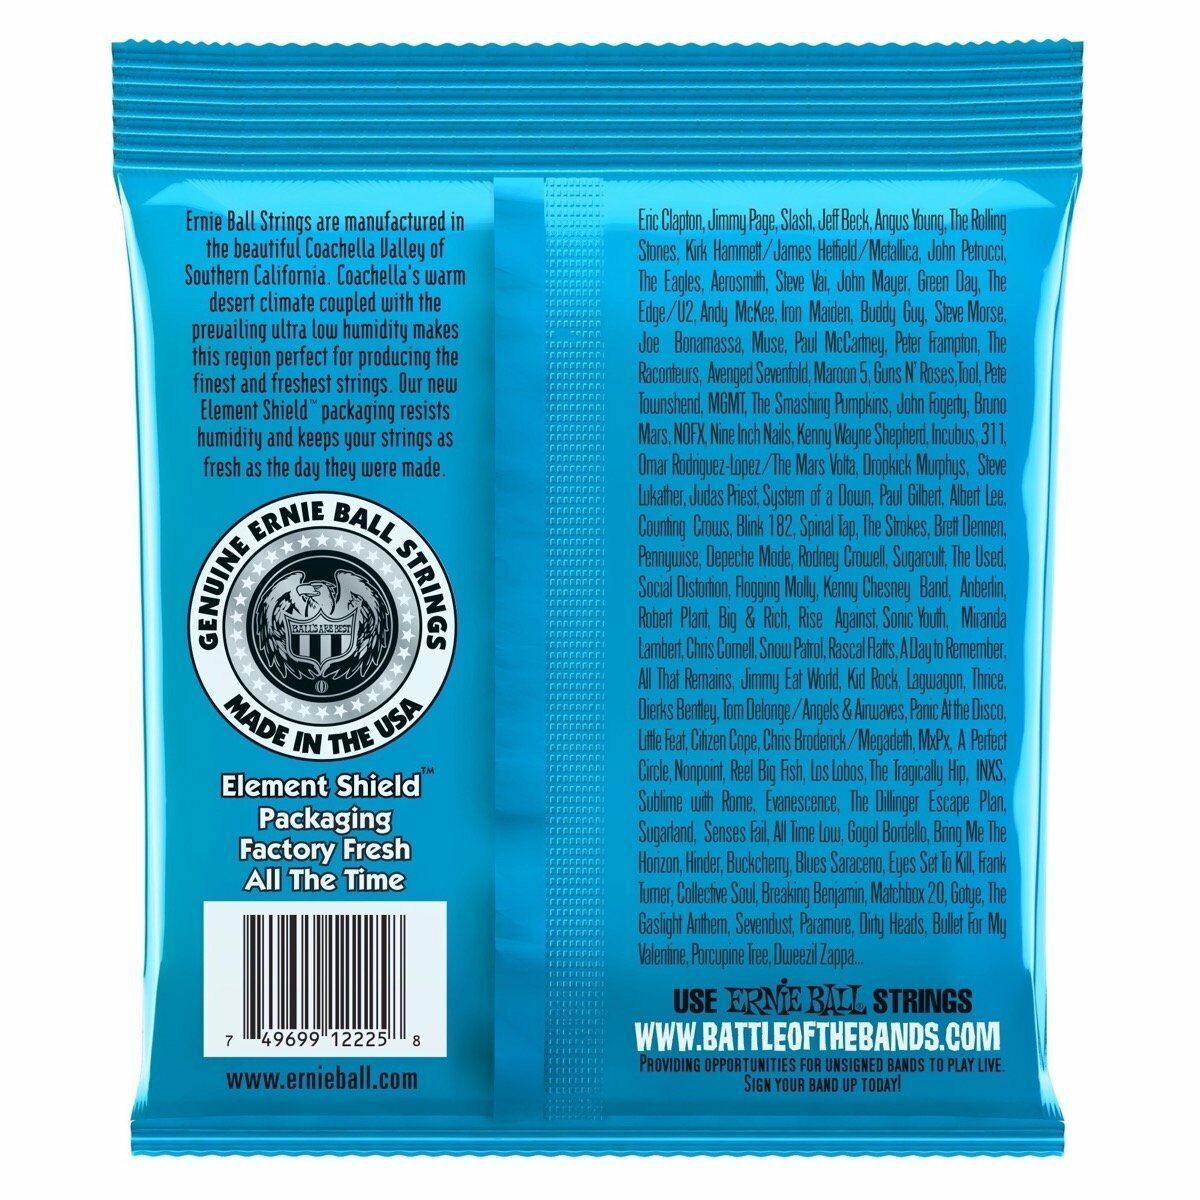 Ernie Ball Strings are manufactured in
the beautiful Coachella Valley of
Southern California. Coachella's warm
desert climate coupled with the
prevailing ultra low humidity makes
this region perfect for producing the
finest and freshest strings. Our new
Element Shield™ packaging resists
humidity and keeps your strings as
fresh as the day they were made.
GENUINE ERNIE BALL STRINGS
BALLS ARE BEST
MADE IN THE USA
Element Shield™
Packaging
Factory Fresh
All The Time
7 49699 12225 8
www.ernieball.com
Eric Clapton, Jimmy Page, Slash, Jeff Beck, Angus Young, The Rolling
Stones, Kirk Hammett/James Hetfield/Metallica, John Petrucci,
The Eagles, Aerosmith, Steve Vai, John Mayer, Green Day, The
Edge/U2, Andy McKee, Iron Maiden, Buddy Guy, Steve Morse,
Joe Bonamassa, Muse, Paul McCartney, Peter Frampton, The
Raconteurs, Avenged Sevenfold, Maroon 5, Guns N' Roses,Tool, Pete
Townshend, MGMT, The Smashing Pumpkins, John Fogerty, Bruno
Mars, NOFX, Nine Inch Nails, Kenny Wayne Shepherd, Incubus, 311,
Omar Rodriguez-Lopez/The Mars Volta, Dropkick Murphys, Steve
Lukather, Judas Priest, System of a Down, Paul Gilbert, Albert Lee,
Counting Crows, Blink 182, Spinal Tap, The Strokes, Brett Dennen,
Pennywise, Depeche Mode, Rodney Crowell, Sugarcult, The Used,
Social Distortion, Flogging Molly, Kenny Chesney Band, Anberlin,
Robert Plant, Big & Rich, Rise Against, Sonic Youth, Miranda
Lambert, Chris Cornell, Snow Patrol, Rascal Flatts, A Day to Remember,
All That Remains, Jimmy Eat World, Kid Rock, Lagwagon, Thrice,
Dierks Bentley, Tom Delonge/Angels & Airwaves, Panic At the Disco,
Little Feat, Citizen Cope, Chris Broderick/Megadeth, MxPx, A Perfect
Circle, Nonpoint, Reel Big Fish, Los Lobos, The Tragically Hip, INXS,
Sublime with Rome, Evanescence, The Dillinger Escape Plan,
Sugarland, Senses Fail, All Time Low, Gogol Bordello, Bring Me The
Horizon, Hinder, Buckcherry, Blues Saraceno, Eyes Set To Kill, Frank
Turner, Collective Soul, Breaking Benjamin, Matchbox 20, Gotye, The
Gaslight Anthem, Sevendust, Paramore, Dirty Heads, Bullet For My
Valentine, Porcupine Tree, Dweezil Zappa...
USE ERNIE BALL® STRINGS
WWW.BATTLEOFTHEBANDS.COM
PROVIDING OPPORTUNITIES FOR UNSIGNED BANDS TO PLAY LIVE.
SIGN YOUR BAND UP TODAY!